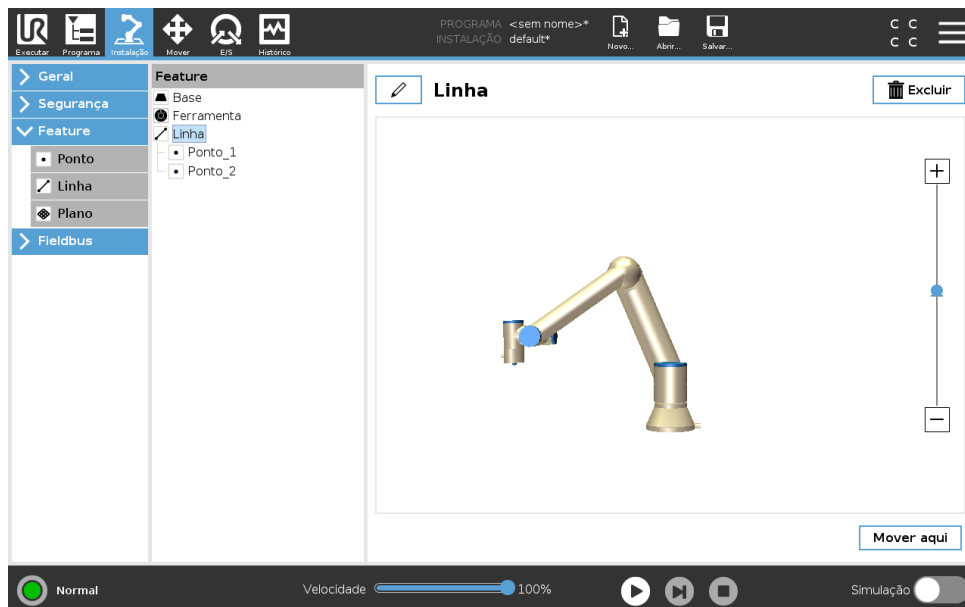 PROGRAMA <sem nome>*
INSTALAÇÃO default*
Executar Programa Instalação Mover E/S Histórico Novo... Abrir... Salvar...
C C
C C
Geral
Segurança
Feature
Ponto
Linha
Plano
Fieldbus
Feature
Base
Ferramenta
Linha
Ponto_1
Ponto_2
Linha
Excluir
Mover aqui
Normal
Velocidade 100%
Simulação